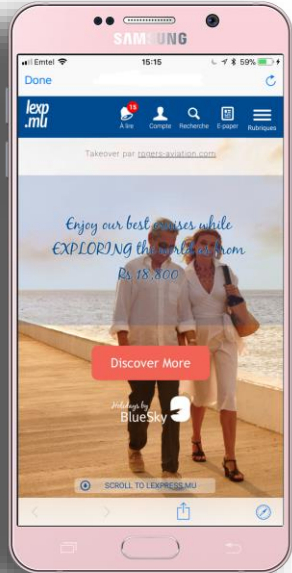 SAMSUNG
Emtel 15:15 59%
Done
lexp
.mu
15
À lire Compte Recherche E-paper Rubriques
Takeover par rogers-aviation.com
Enjoy our best cruises while
EXPLORING the world as from
Rs 18,800
Discover More
Holidays by
BlueSky
SCROLL TO LEXPRESS.MU